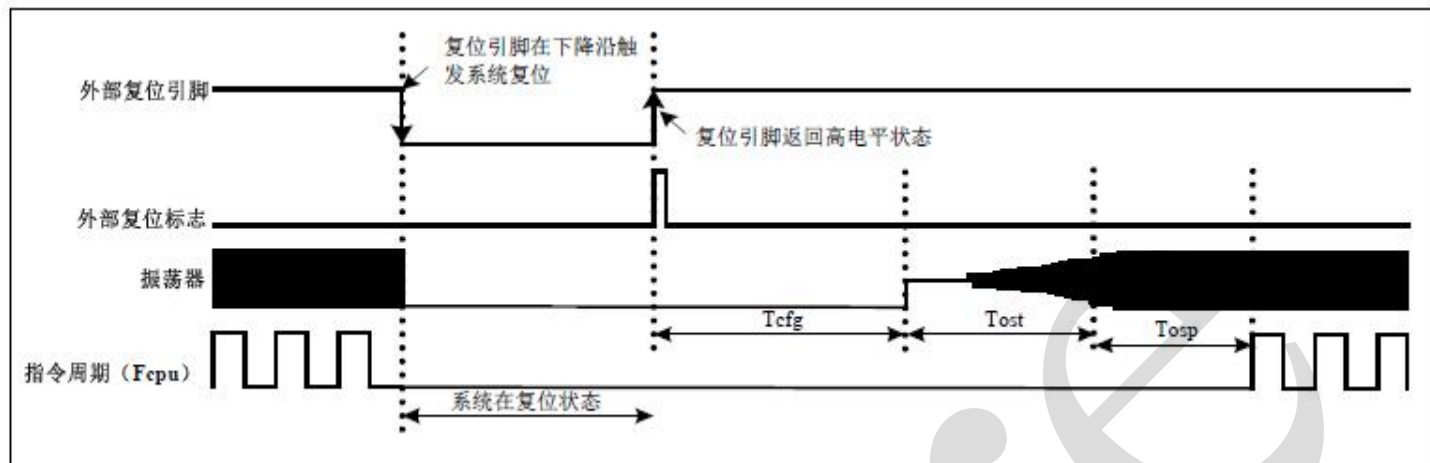 复位引脚在下降沿触
发系统复位
外部复位引脚
复位引脚返回高电平状态
外部复位标志
振荡器
Tcfg
Tost
Tosp
指令周期（Fcpu）
系统在复位状态